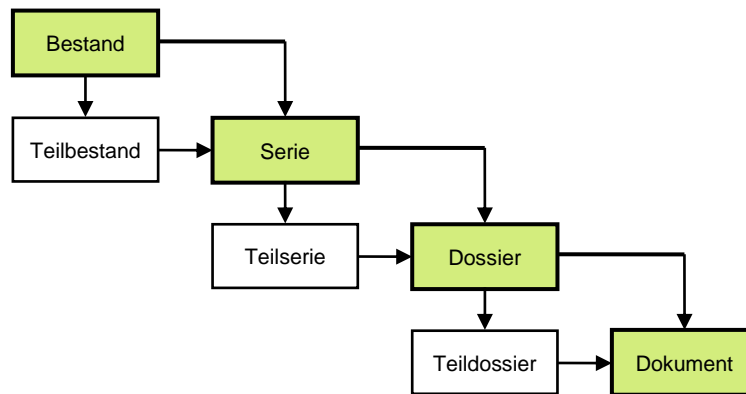 Bestand
Teilbestand
Serie
Teilserie
Dossier
Teildossier
Dokument